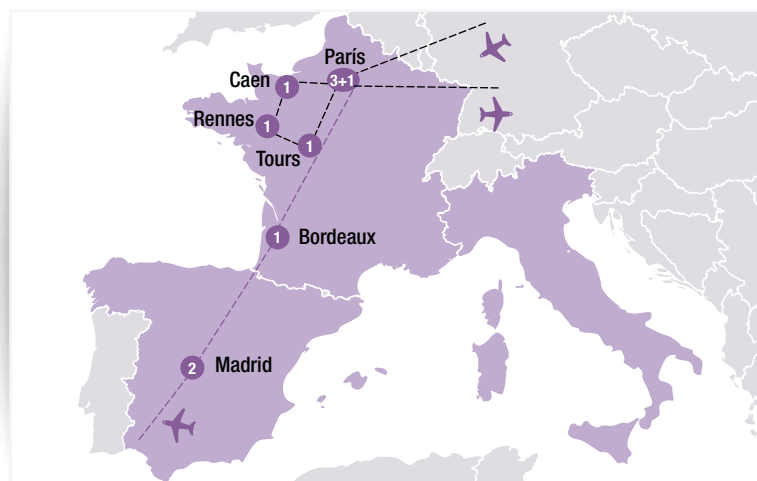 París
3+1
Caen
1
Rennes
1
Tours
1
1
Bordeaux
2
Madrid